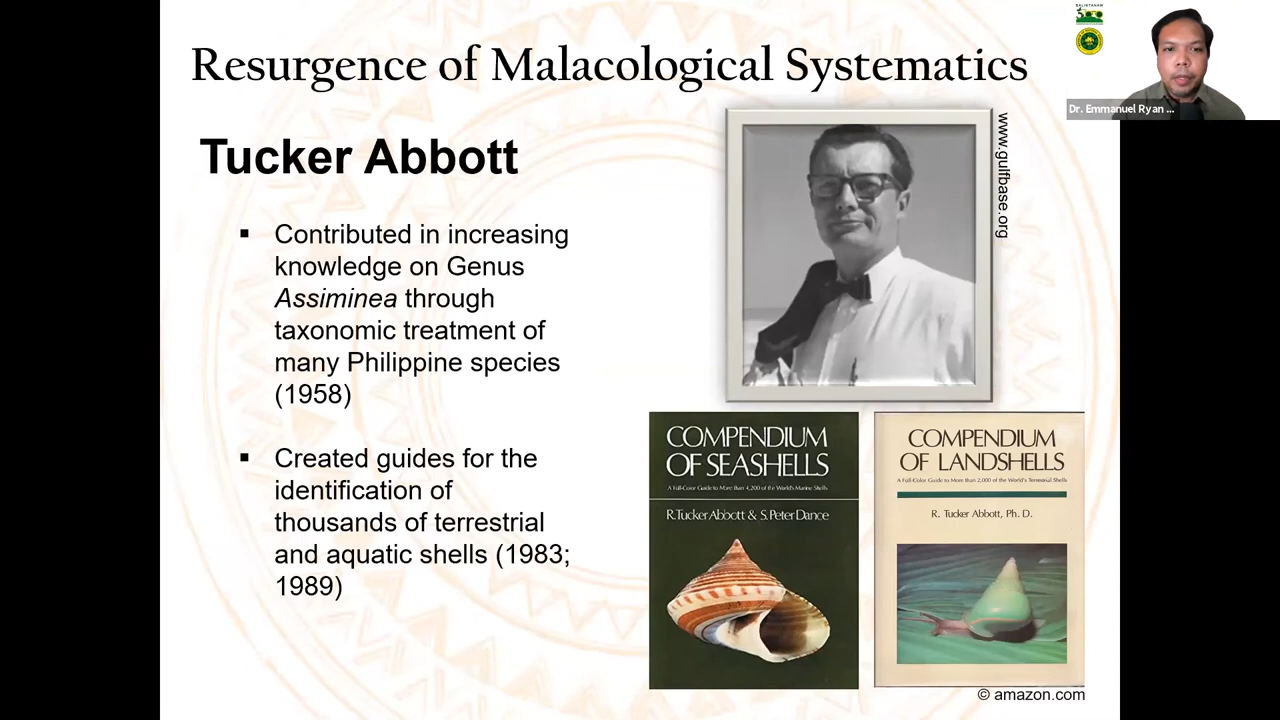 Resurgence of Malacological Systematics
Dr. Emmanuel Ryan ...
Tucker Abbott
www.gulfbase.org
▪ Contributed in increasing
knowledge on Genus
Assiminea through
taxonomic treatment of
many Philippine species
(1958)
▪ Created guides for the
identification of
thousands of terrestrial
and aquatic shells (1983;
1989)
COMPENDIUM
OF SEASHELLS
A Full-Color Guide to More than 4,200 of the World's Marine Shells
R. Tucker Abbott & S. Peter Dance
COMPENDIUM
OF LANDSHELLS
A Full-Color Guide to More than 2,000 of the World's Terrestrial Shells
R. Tucker Abbott, Ph. D.
© amazon.com